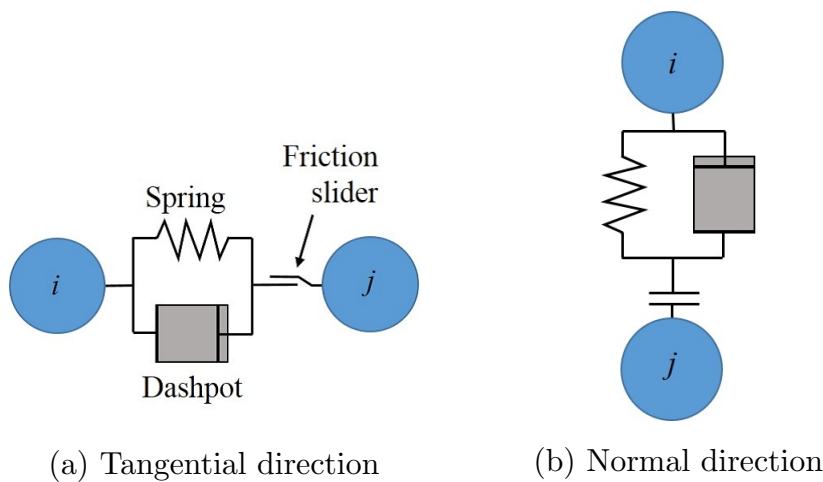 Friction
slider
Spring
i
j
Dashpot
(a) Tangential direction
i
j
(b) Normal direction